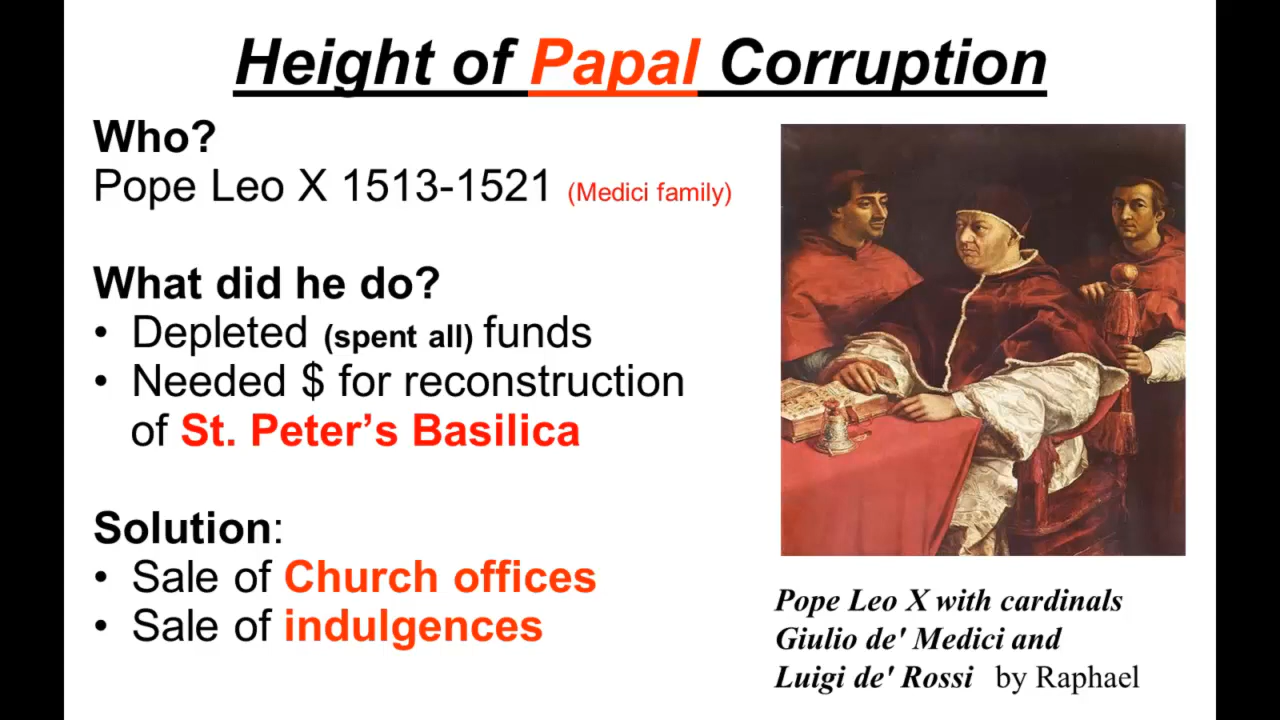 Height of Papal Corruption
Who?
Pope Leo X 1513-1521 (Medici family)
What did he do?
• Depleted (spent all) funds
• Needed $ for reconstruction
of St. Peter’s Basilica
Solution:
• Sale of Church offices
• Sale of indulgences
Pope Leo X with cardinals
Giulio de' Medici and
Luigi de' Rossi by Raphael